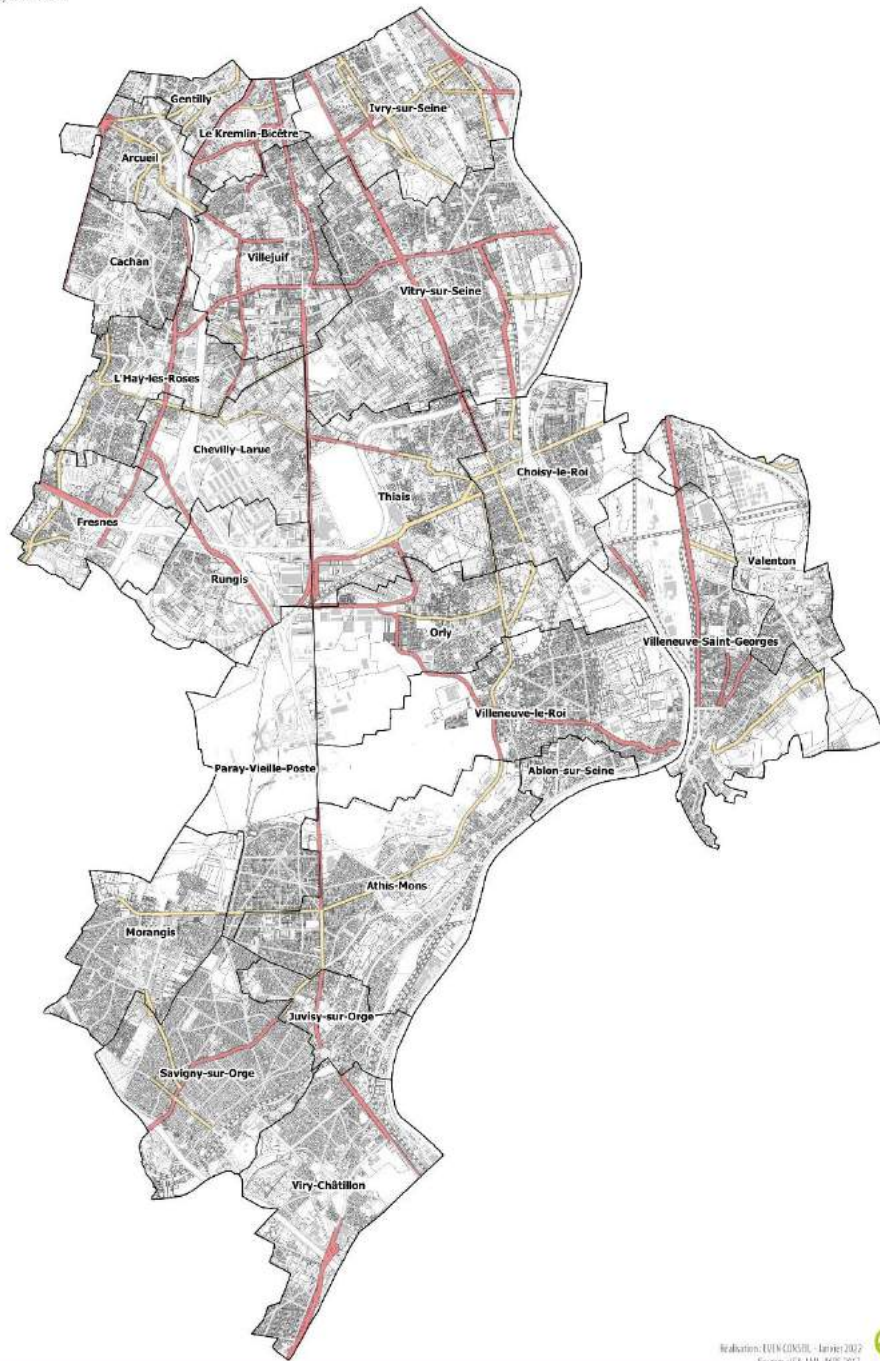 Gentilly
Ivry-sur-Seine
Le Kremlin-Bicêtre
Arcueil
Cachan
Villejuif
Vitry-sur-Seine
L'Haÿ-les-Roses
Chevilly-Larue
Choisy-le-Roi
Thiais
Fresnes
Valenton
Rungis
Orly
Villeneuve-Saint-Georges
Villeneuve-le-Roi
Paray-Vieille-Poste
Ablon-sur-Seine
Athis-Mons
Morangis
Juvisy-sur-Orge
Savigny-sur-Orge
Viry-Châtillon
Réalisation : EVEN CONSEIL - Janvier 2022